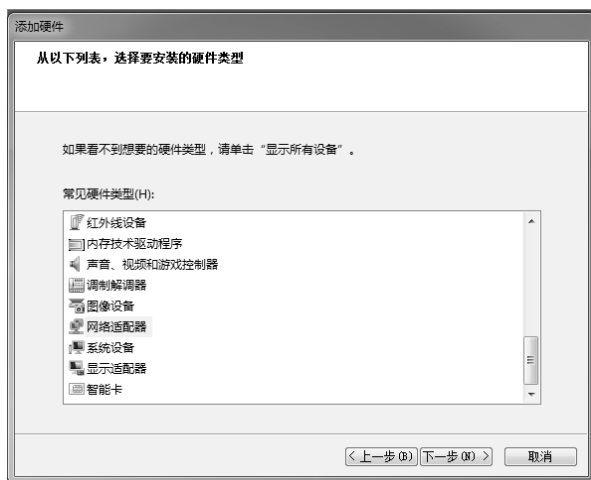 添加硬件
从以下列表，选择要安装的硬件类型
如果看不到想要的硬件类型，请单击“显示所有设备”。
常见硬件类型(H):
红外线设备
内存技术驱动程序
声音、视频和游戏控制器
调制解调器
图像设备
网络适配器
系统设备
显示适配器
智能卡
<上一步(B) 下一步(N)> 取消